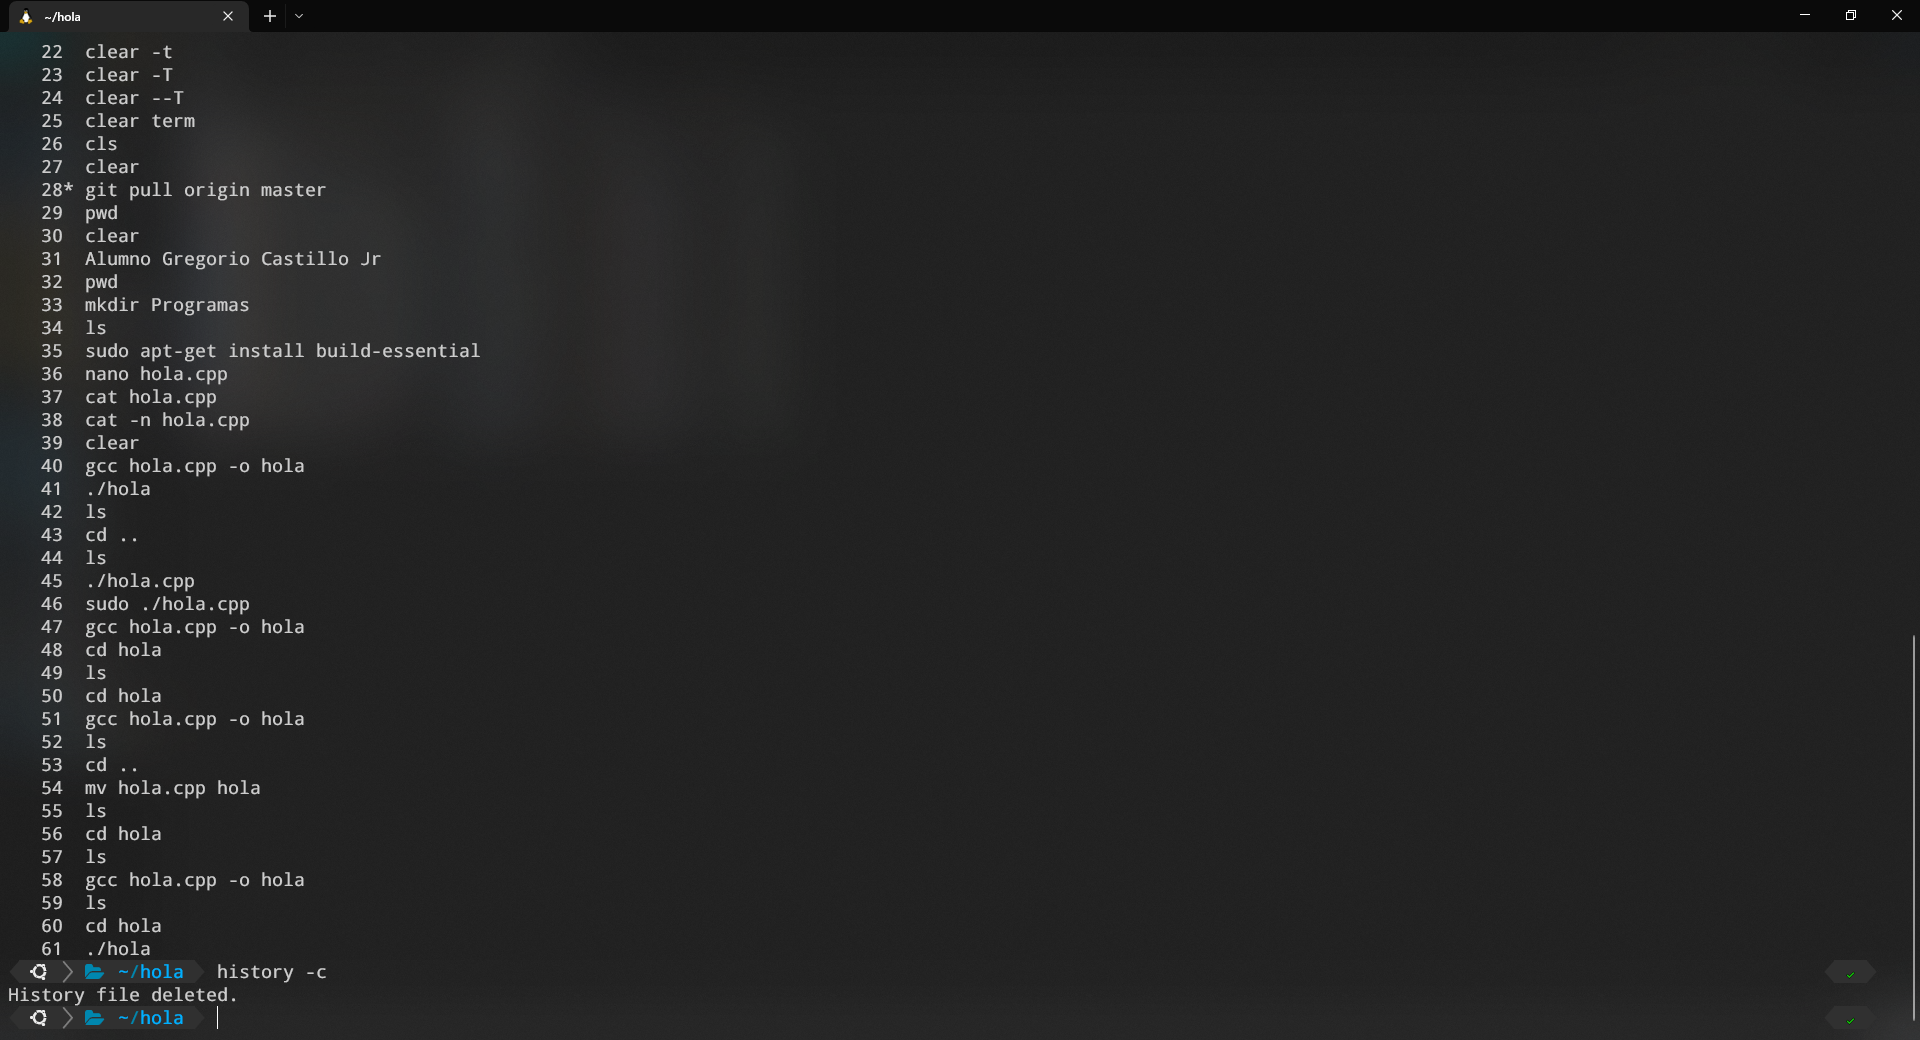 ~/hola
22 clear -t
23 clear -T
24 clear --T
25 clear term
26 cls
27 clear
28* git pull origin master
29 pwd
30 clear
31 Alumno Gregorio Castillo Jr
32 pwd
33 mkdir Programas
34 ls
35 sudo apt-get install build-essential
36 nano hola.cpp
37 cat hola.cpp
38 cat -n hola.cpp
39 clear
40 gcc hola.cpp -o hola
41 ./hola
42 ls
43 cd ..
44 ls
45 ./hola.cpp
46 sudo ./hola.cpp
47 gcc hola.cpp -o hola
48 cd hola
49 ls
50 cd hola
51 gcc hola.cpp -o hola
52 ls
53 cd ..
54 mv hola.cpp hola
55 ls
56 cd hola
57 ls
58 gcc hola.cpp -o hola
59 ls
60 cd hola
61 ./hola
~/hola history -c
History file deleted.
~/hola